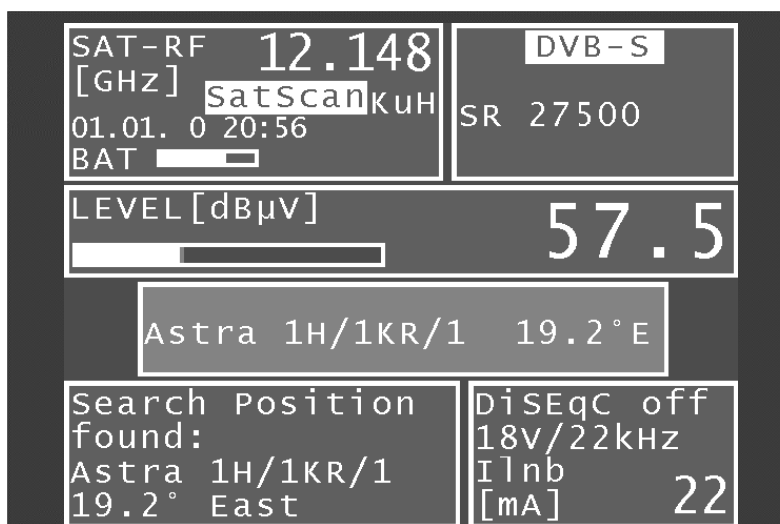 SAT-RF 12.148
[GHz] SatScan KuH
01.01. 0 20:56
BAT
DVB-S
SR 27500
LEVEL[dBµV] 57.5
Astra 1H/1KR/1 19.2°E
Search Position
found:
Astra 1H/1KR/1
19.2° East
DiSEqC off
18V/22kHz
Ilnb
[mA] 22